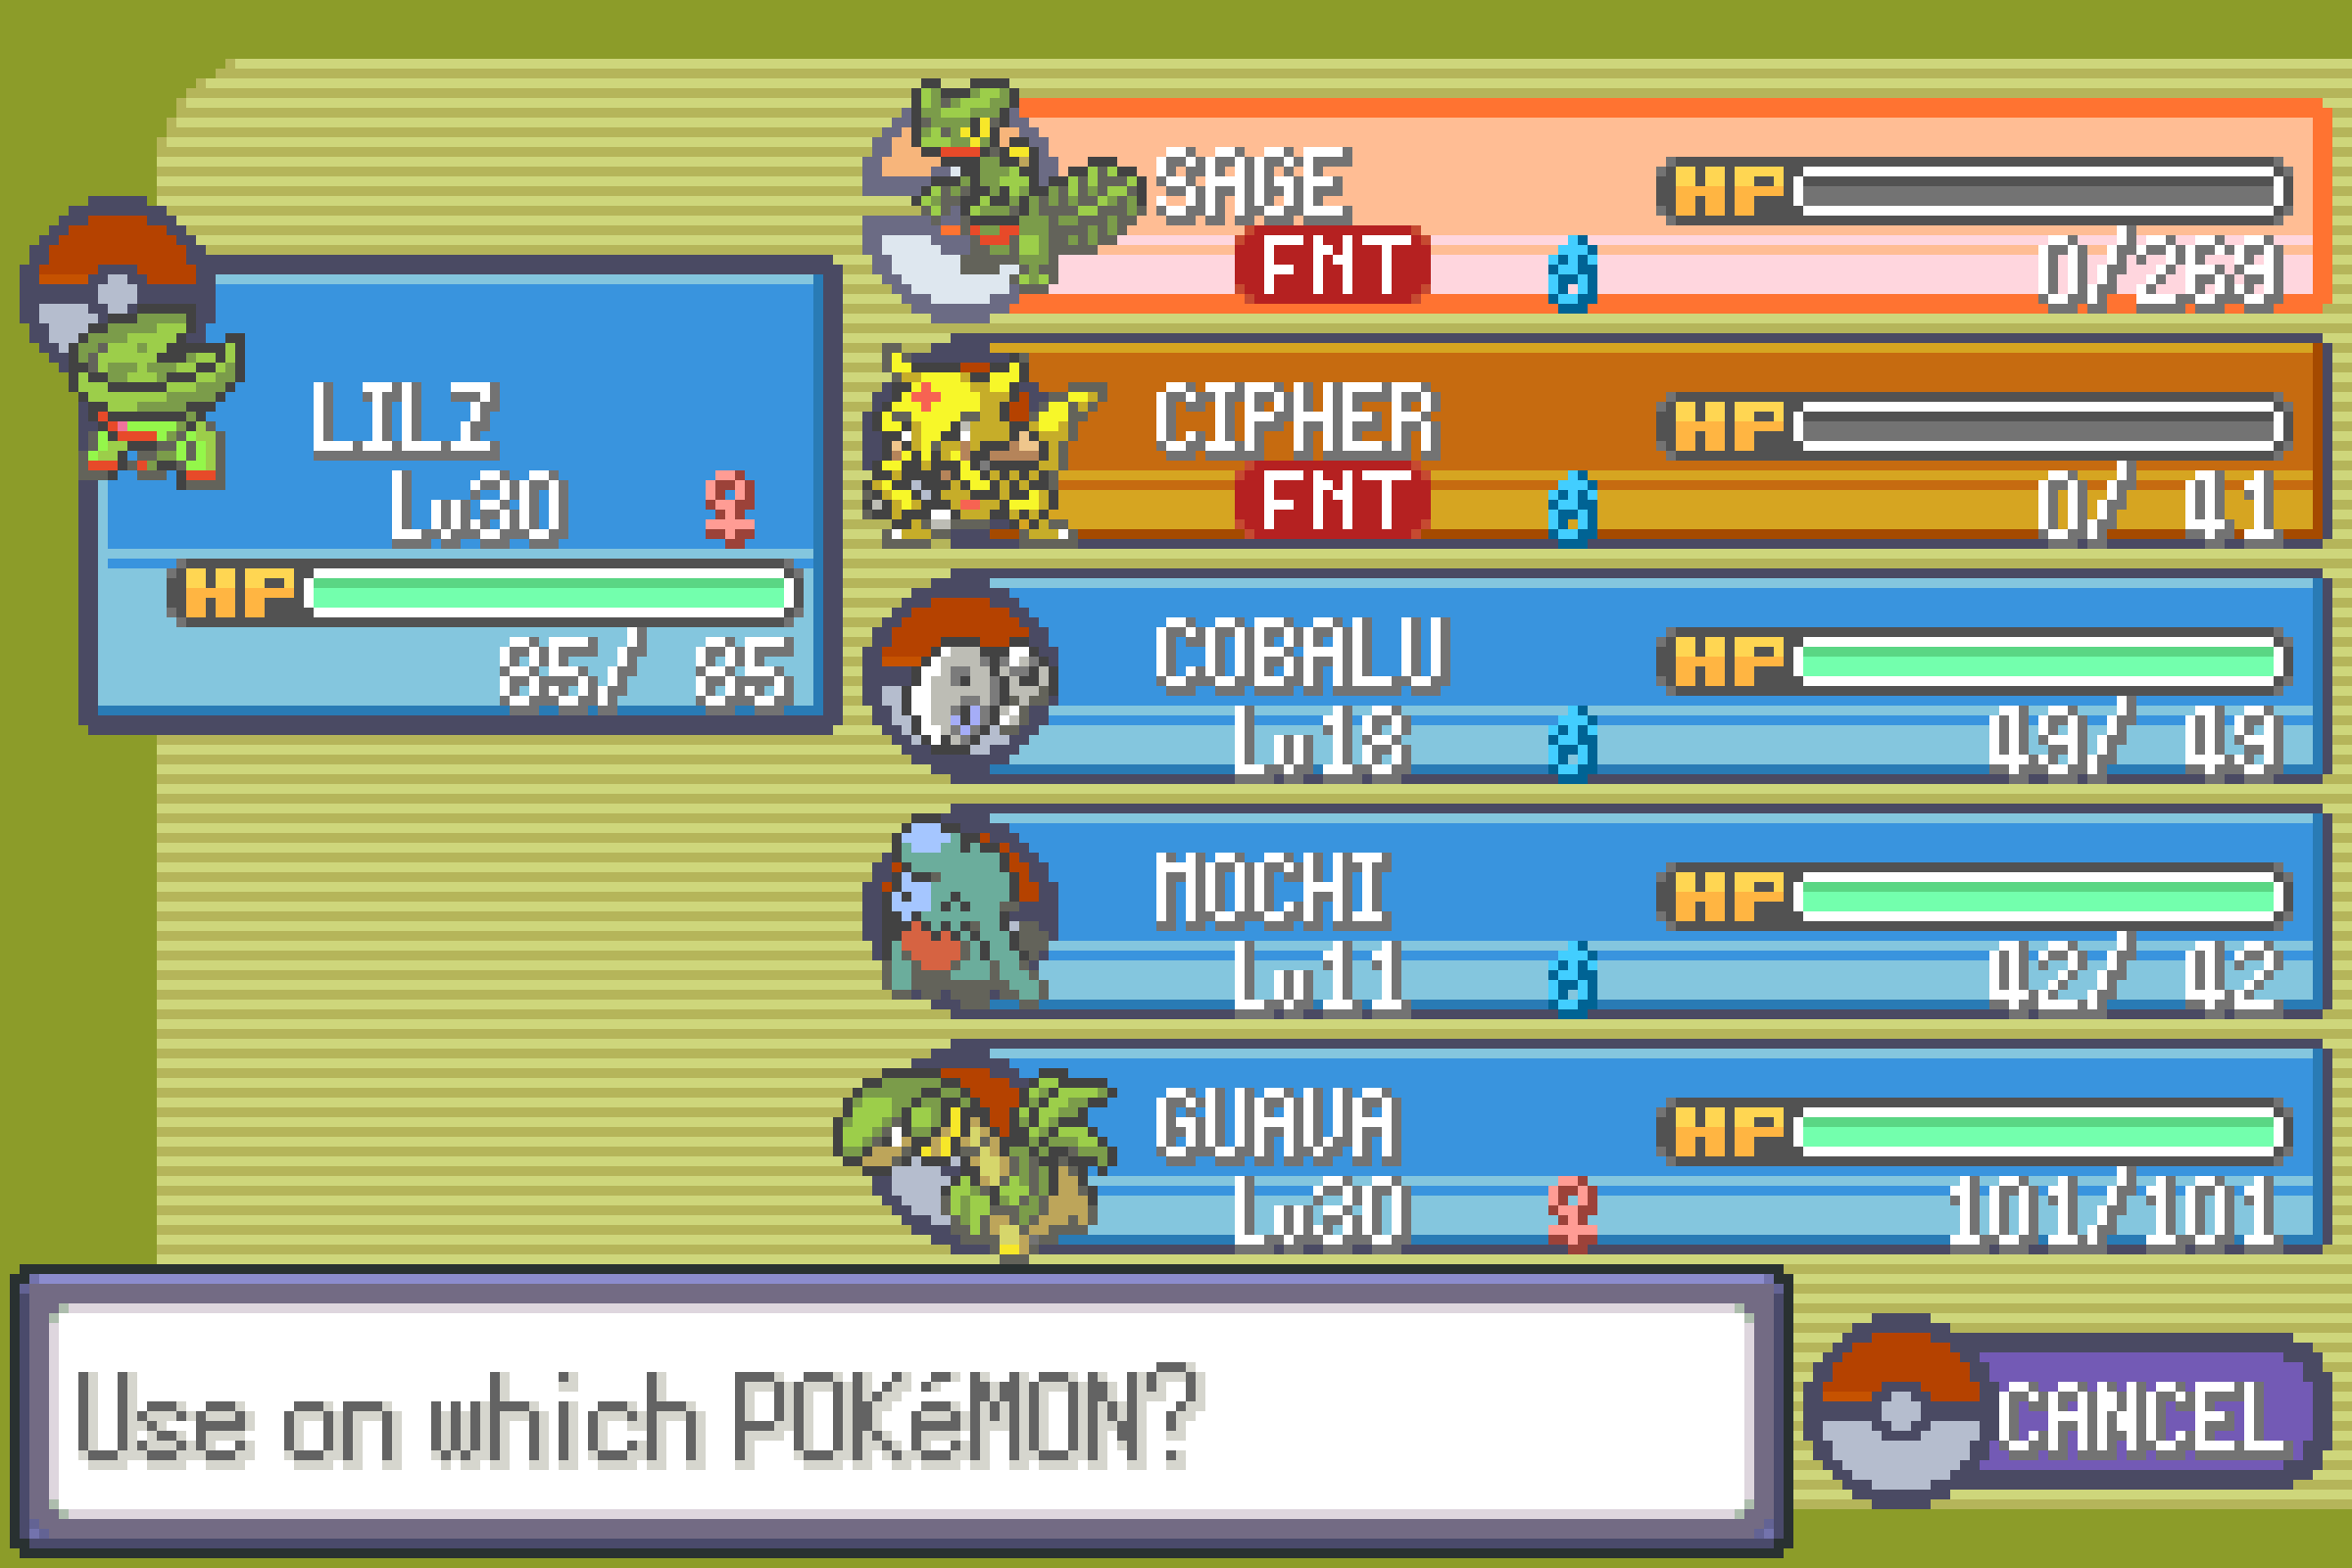 LILZ
Lv30 ♀
HP
85/ 85
SAGE
HP
FNT ♂
0/269
CIPHER
HP
FNT ♂
0/ 41
COBALU
HP
Lv18 ♂
49/ 49
MOCHI
HP
Lv11 ♂
42/ 42
GUAVA
HP
Lv30 ♀
101/101
Use on which POKéMON?
CANCEL